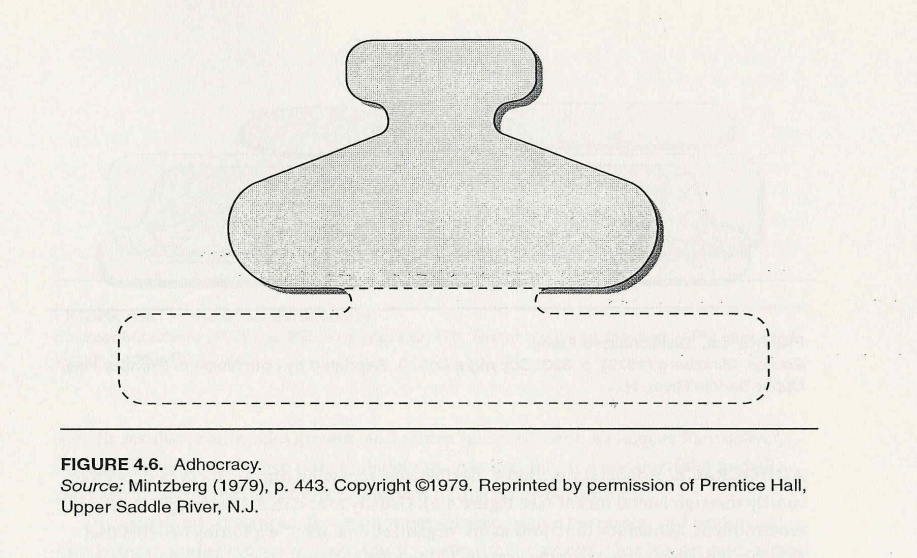 FIGURE 4.6. Adhocracy.
Source: Mintzberg (1979), p. 443. Copyright ©1979. Reprinted by permission of Prentice Hall,
Upper Saddle River, N.J.